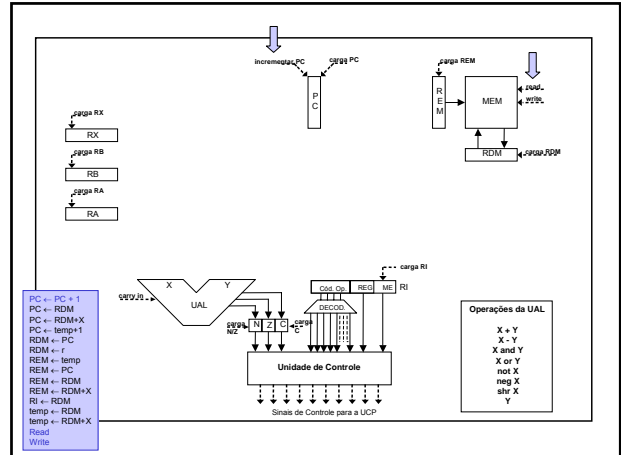 incrementar PC
carga PC
carga REM
P
C
R
E
M
MEM
read
write
RDM
carga RDM
carga RX
RX
carga RB
RB
carga RA
RA
carga RI
X Y
UAL
carry in
Cód. Op. REG ME RI
DECOD.
carga
N/Z
N Z C
carga
C
Unidade de Controle
Sinais de Controle para a UCP
PC ← PC + 1
PC ← RDM
PC ← RDM+X
PC ← temp+1
RDM ← PC
RDM ← r
REM ← temp
REM ← PC
REM ← RDM
REM ← RDM+X
RI ← RDM
temp ← RDM
temp ← RDM+X
Read
Write
Operações da UAL
X + Y
X - Y
X and Y
X or Y
not X
neg X
shr X
Y